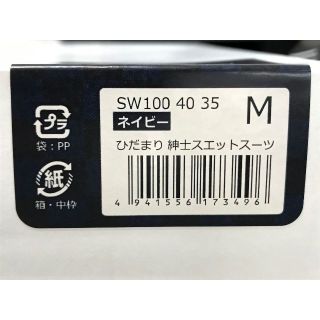 プラ
袋：PP
紙
箱・中枠
SW100 40 35
ネイビー
M
ひだまり 紳士スエットスーツ
4 941556 173496